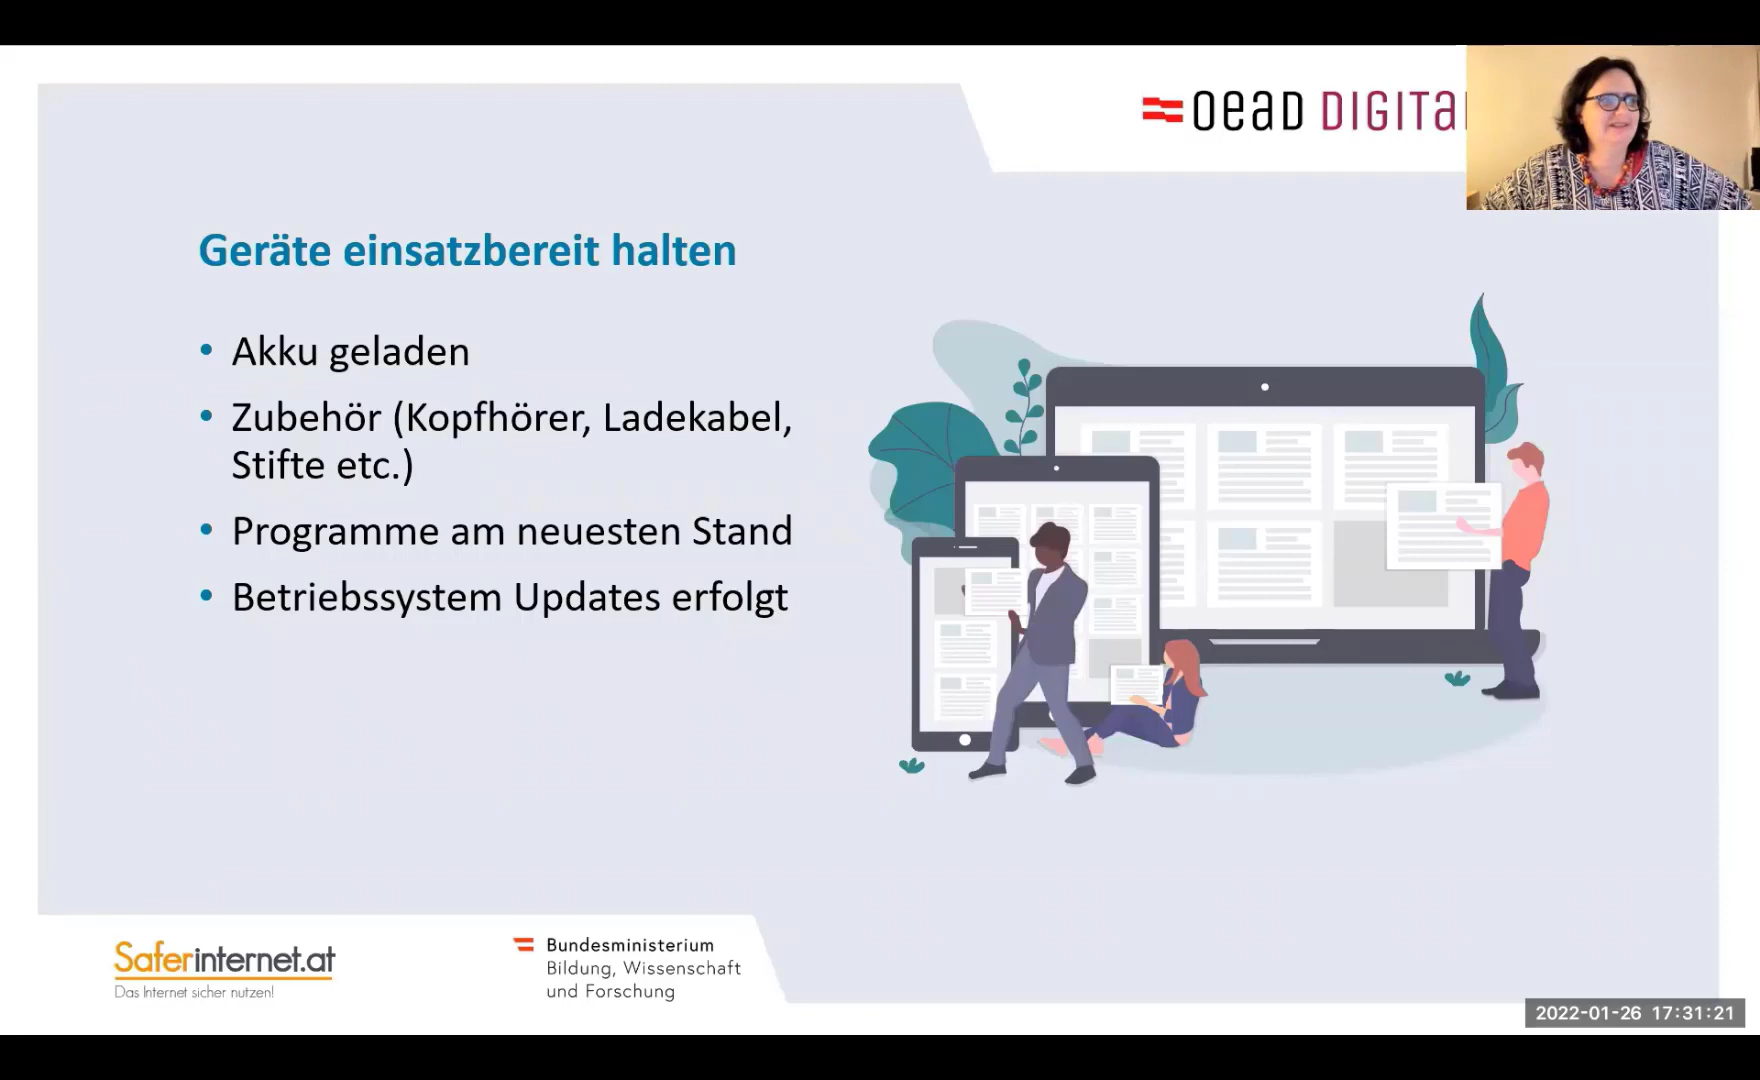 OeAD DIGITA
Geräte einsatzbereit halten
• Akku geladen
• Zubehör (Kopfhörer, Ladekabel,
Stifte etc.)
• Programme am neuesten Stand
• Betriebssystem Updates erfolgt
Saferinternet.at
Das Internet sicher nutzen!
Bundesministerium
Bildung, Wissenschaft
und Forschung
2022-01-26 17:31:21